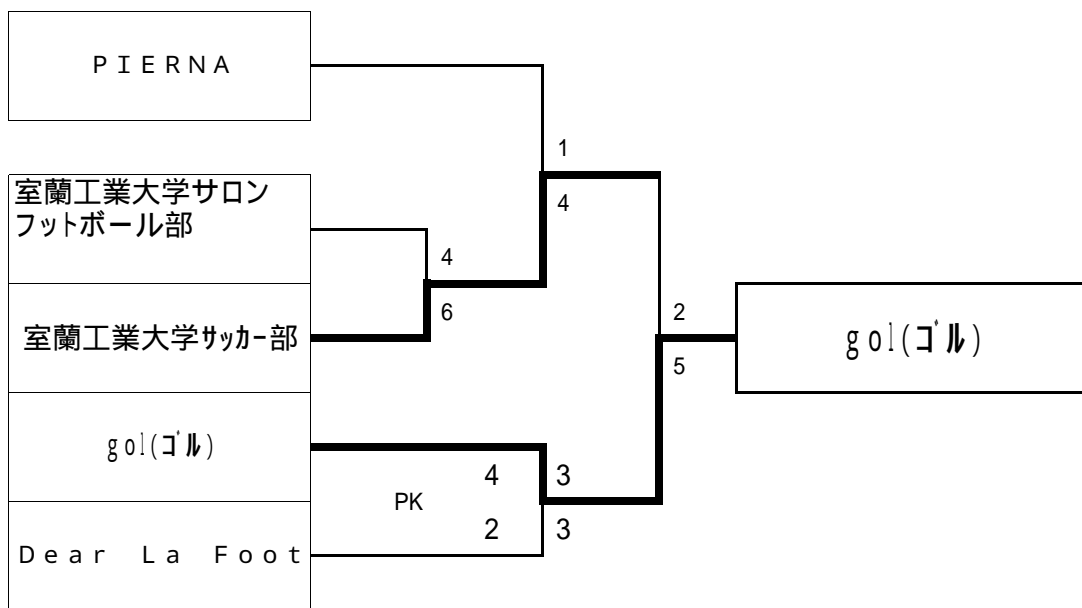 ＰＩＥＲＮＡ
1
室蘭工業大学サロン
フットボール部
4
4
室蘭工業大学ｻｯｶｰ部
6
2
gol(ｺﾞﾙ)
5
gol(ｺﾞﾙ)
4 3
PK
2 3
Ｄｅａｒ　Ｌａ　Ｆｏｏｔ